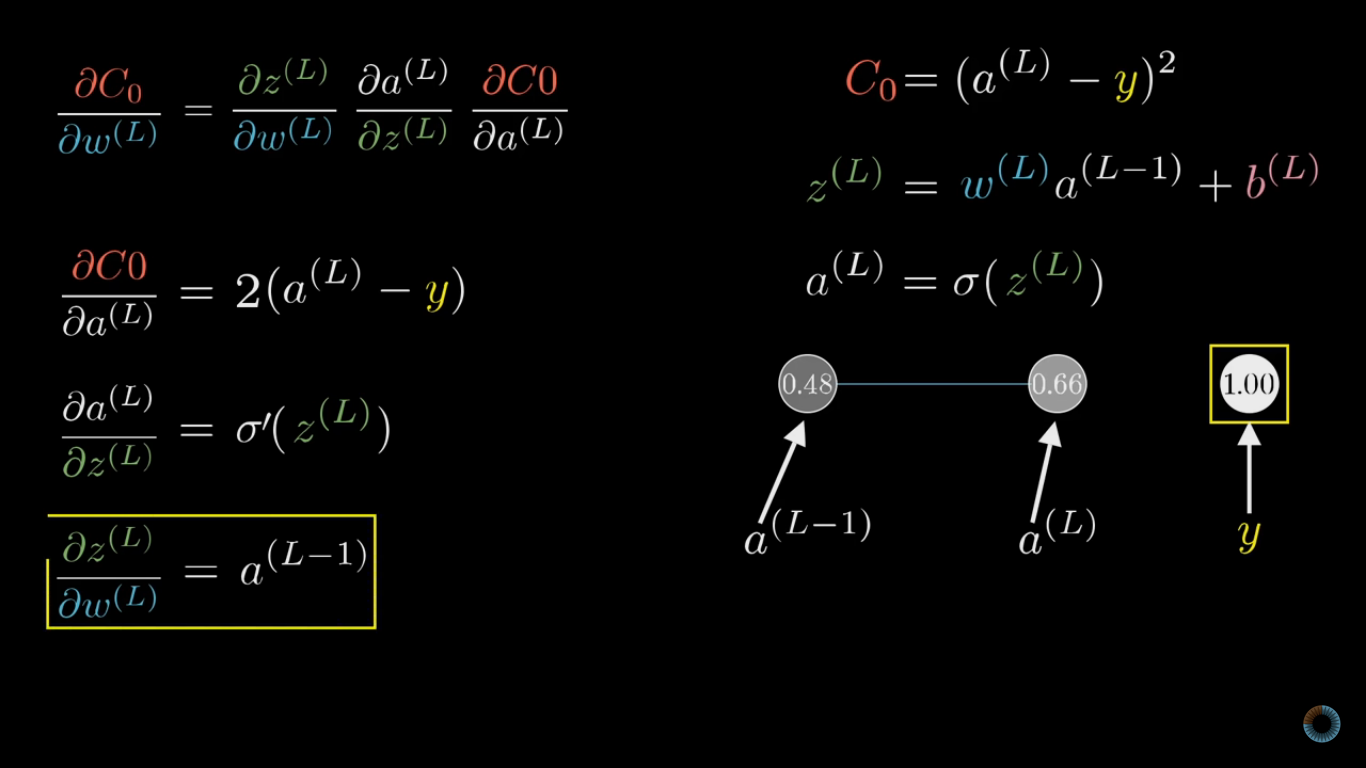 ∂C₀/∂w^(L) = ∂z^(L)/∂w^(L) ∂a^(L)/∂z^(L) ∂C0/∂a^(L)
C₀ = (a^(L) − y)²
z^(L) = w^(L)a^(L−1) + b^(L)
a^(L) = σ(z^(L))
∂C0/∂a^(L) = 2(a^(L) − y)
∂a^(L)/∂z^(L) = σ′(z^(L))
∂z^(L)/∂w^(L) = a^(L−1)
0.48 0.66 1.00
a^(L−1) a^(L) y